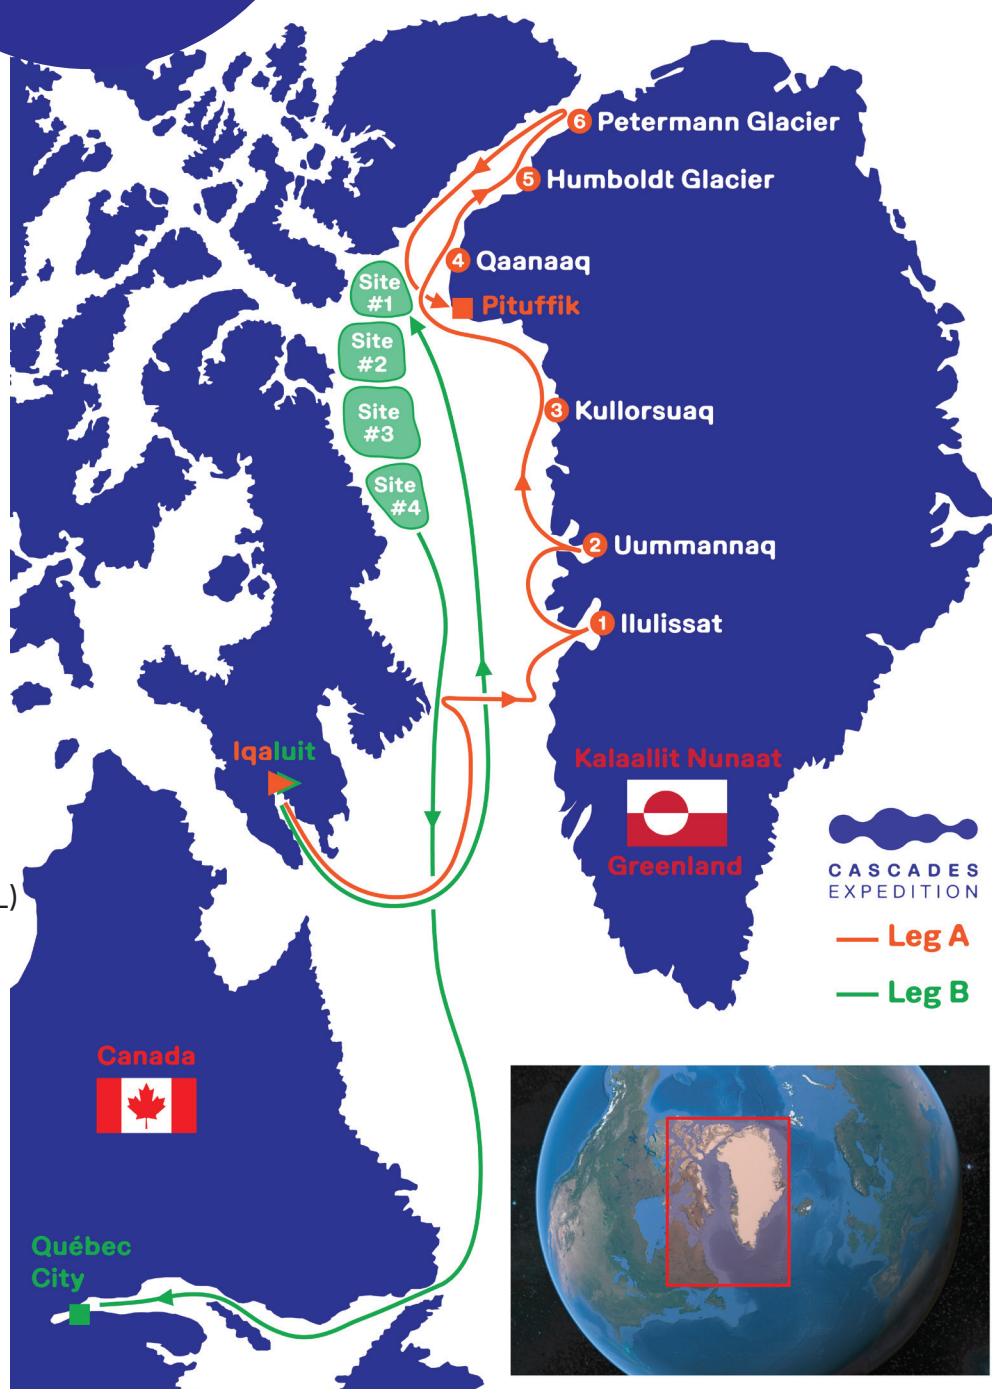 6 Petermann Glacier
5 Humboldt Glacier
4 Qaanaaq
Pituffik
Site
#1
Site
#2
Site
#3
Site
#4
3 Kullorsuaq
2 Uummannaq
1 Ilulissat
Iqaluit
Kalaallit Nunaat
Greenland
CASCADES
EXPEDITION
Leg A
Leg B
L)
Canada
Québec
City